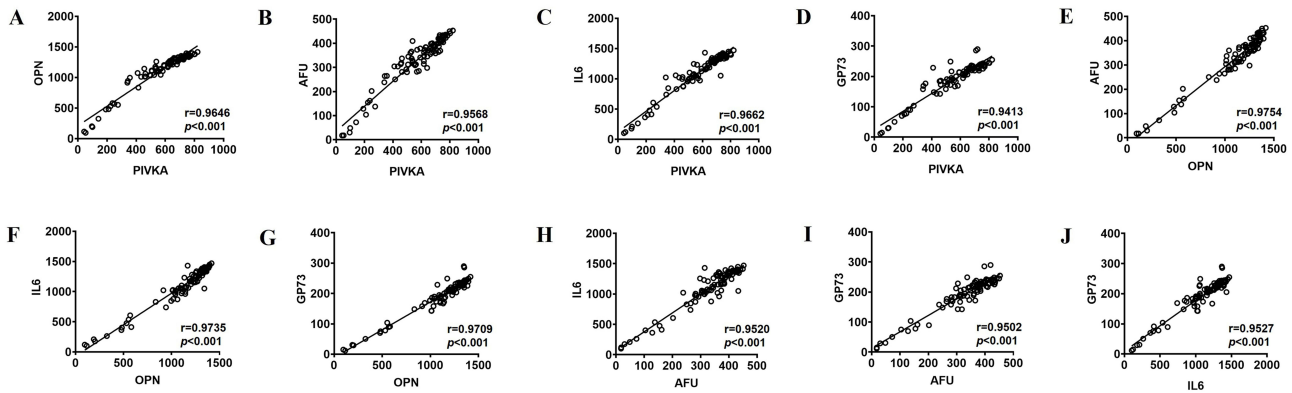 A
OPN
2000
1500
1000
500
0
0 200 400 600 800 1000
PIVKA
r=0.9646
p<0.001
B
AFU
500
400
300
200
100
0
0 200 400 600 800 1000
PIVKA
r=0.9568
p<0.001
C
IL6
2000
1500
1000
500
0
0 200 400 600 800 1000
PIVKA
r=0.9662
p<0.001
D
GP73
400
300
200
100
0
0 200 400 600 800 1000
PIVKA
r=0.9413
p<0.001
E
AFU
500
400
300
200
100
0
0 500 1000 1500
OPN
r=0.9754
p<0.001
F
IL6
2000
1500
1000
500
0
0 500 1000 1500
OPN
r=0.9735
p<0.001
G
GP73
400
300
200
100
0
0 500 1000 1500
OPN
r=0.9709
p<0.001
H
IL6
2000
1500
1000
500
0
0 100 200 300 400 500
AFU
r=0.9520
p<0.001
I
GP73
400
300
200
100
0
0 100 200 300 400 500
AFU
r=0.9502
p<0.001
J
GP73
400
300
200
100
0
0 500 1000 1500 2000
IL6
r=0.9527
p<0.001